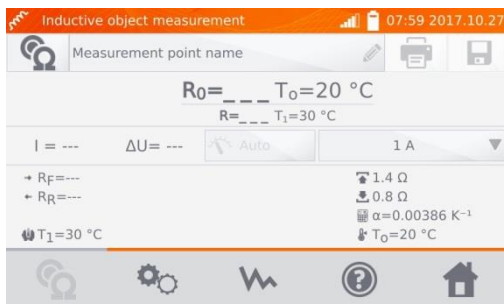 Inductive object measurement 07:59 2017.10.27
Measurement point name
R₀=_ _ _ T₀=20 °C
R=_ _ _ T₁=30 °C
I = --- ΔU= --- Auto 1 A
→ RF=--- 1.4 Ω
← RR=--- 0.8 Ω
α=0.00386 K⁻¹
T₁=30 °C T₀=20 °C